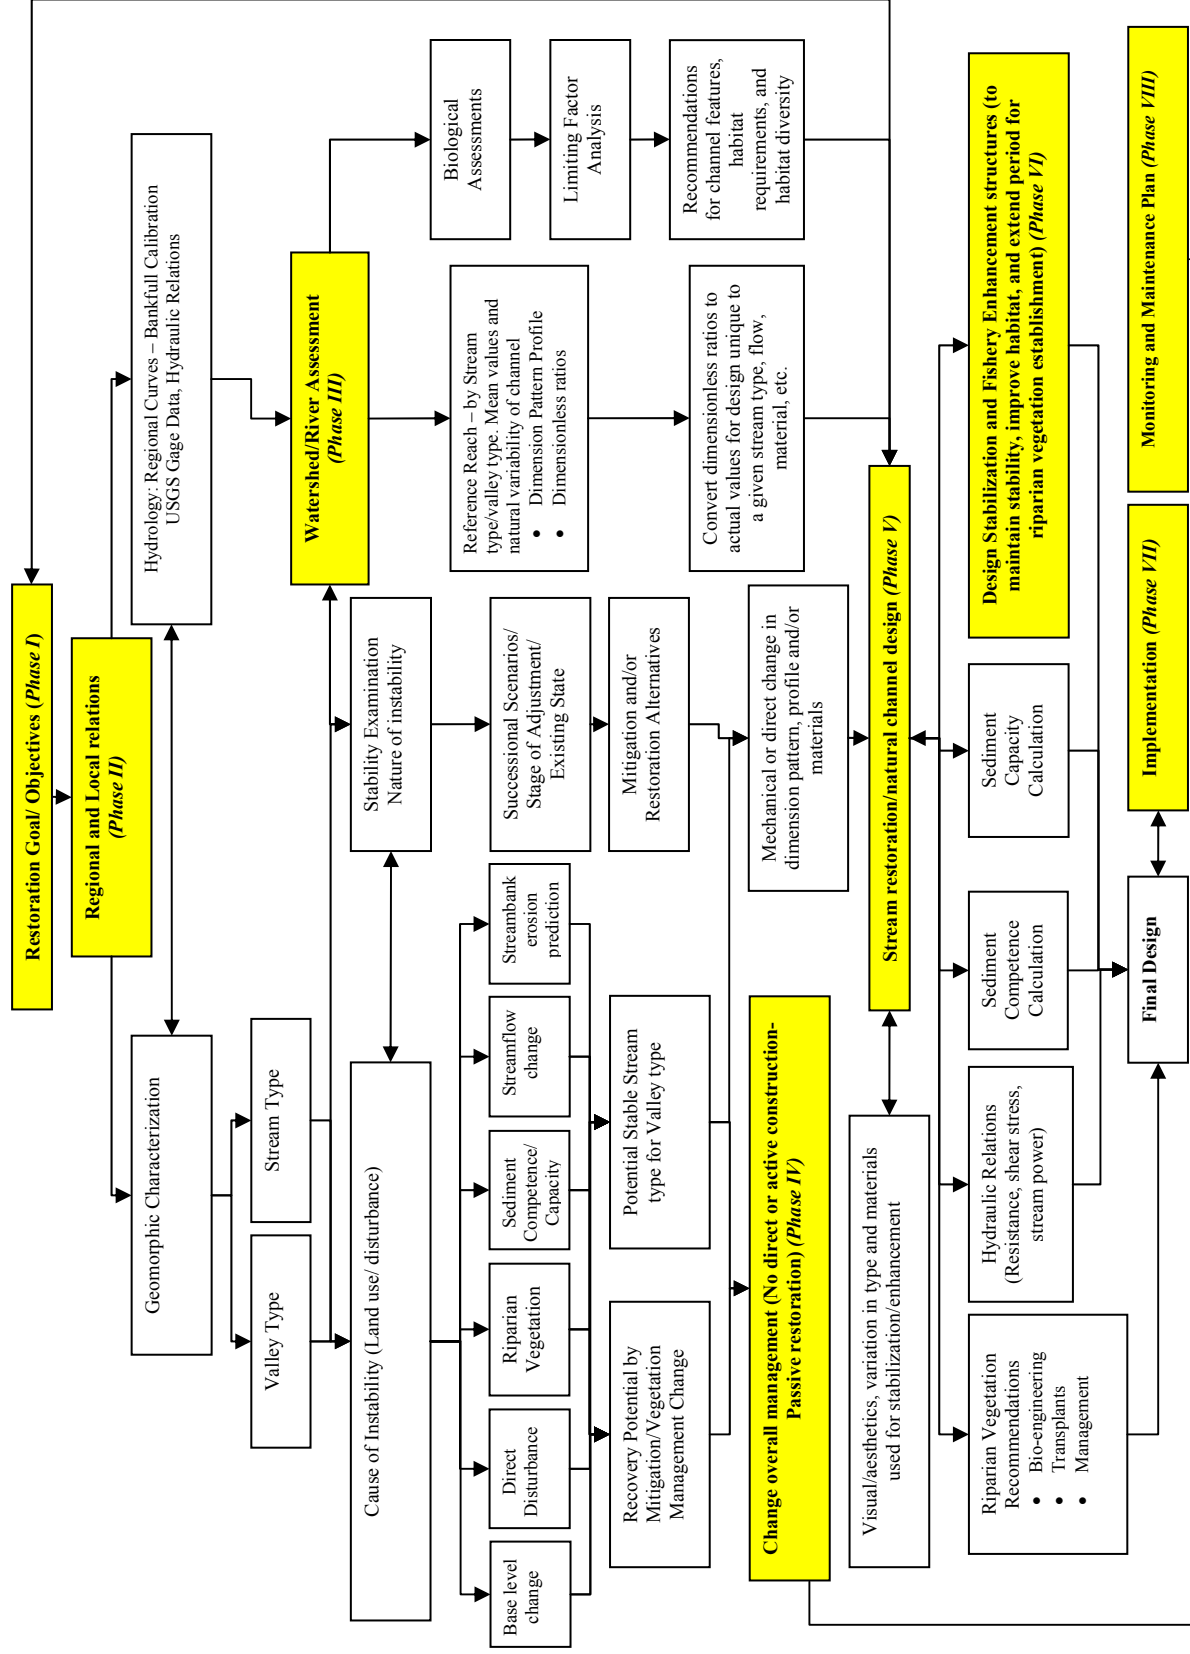 Restoration Goal/ Objectives (Phase I)
Regional and Local relations
(Phase II)
Geomorphic Characterization
Hydrology: Regional Curves – Bankfull Calibration
USGS Gage Data, Hydraulic Relations
Valley Type
Stream Type
Watershed/River Assessment
(Phase III)
Cause of Instability (Land use/ disturbance)
Stability Examination
Nature of instability
Reference Reach – by Stream
type/valley type. Mean values and
natural variability of channel
• Dimension Pattern Profile
• Dimensionless ratios
Biological
Assessments
Base level
change
Direct
Disturbance
Riparian
Vegetation
Sediment
Competence/
Capacity
Streamflow
change
Streambank
erosion
prediction
Successional Scenarios/
Stage of Adjustment/
Existing State
Limiting Factor
Analysis
Recovery Potential by
Mitigation/Vegetation
Management Change
Potential Stable Stream
type for Valley type
Mitigation and/or
Restoration Alternatives
Convert dimensionless ratios to
actual values for design unique to
a given stream type, flow,
material, etc.
Recommendations
for channel features,
habitat
requirements, and
habitat diversity
Change overall management (No direct or active construction-
Passive restoration) (Phase IV)
Mechanical or direct change in
dimension pattern, profile and/or
materials
Visual/aesthetics, variation in type and materials
used for stabilization/enhancement
Stream restoration/natural channel design (Phase V)
Riparian Vegetation
Recommendations
• Bio-engineering
• Transplants
• Management
Hydraulic Relations
(Resistance, shear stress,
stream power)
Sediment
Competence
Calculation
Sediment
Capacity
Calculation
Design Stabilization and Fishery Enhancement structures (to
maintain stability, improve habitat, and extend period for
riparian vegetation establishment) (Phase VI)
Final Design
Implementation (Phase VII)
Monitoring and Maintenance Plan (Phase VIII)